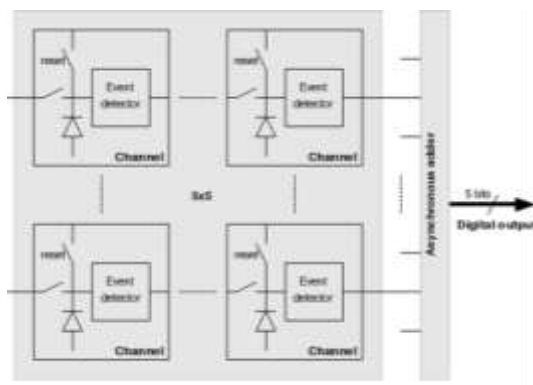 reset
Event
detector
Channel
reset
Event
detector
Channel
5x5
Asynchronous adder
5 bits
Digital output
reset
Event
detector
Channel
reset
Event
detector
Channel